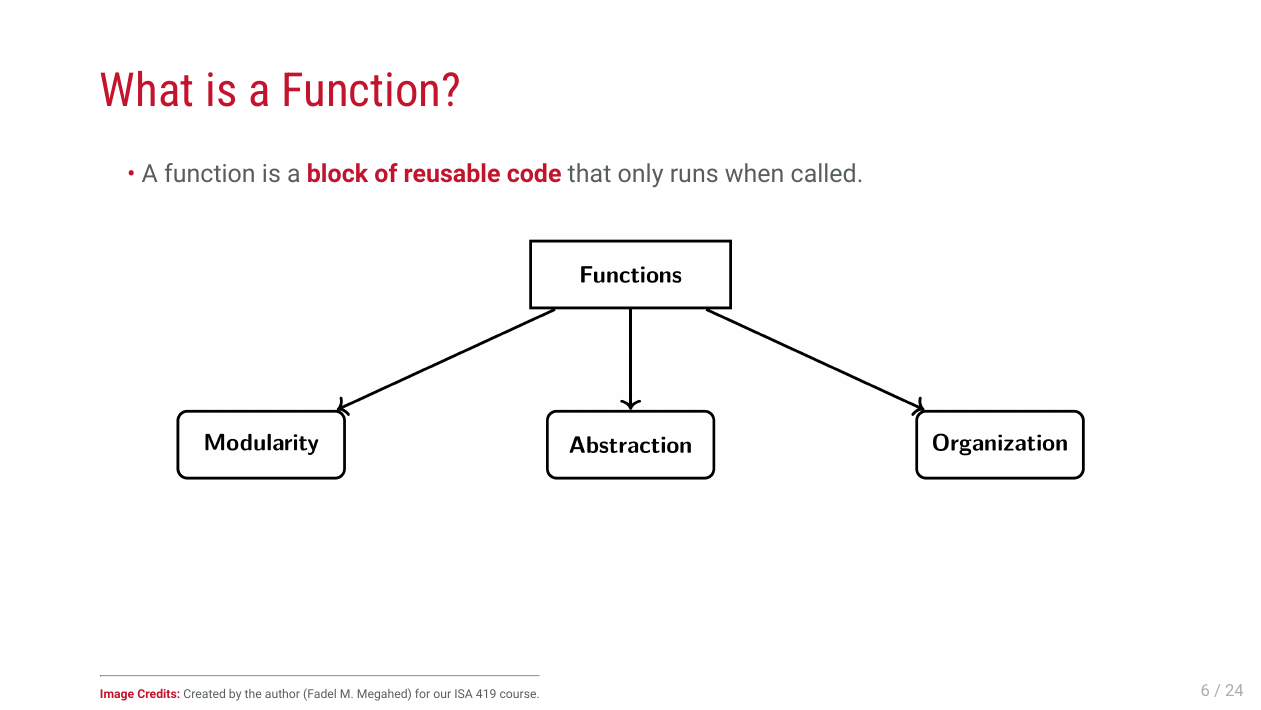 What is a Function?
• A function is a block of reusable code that only runs when called.
Functions
Modularity
Abstraction
Organization
Image Credits: Created by the author (Fadel M. Megahed) for our ISA 419 course.
6 / 24